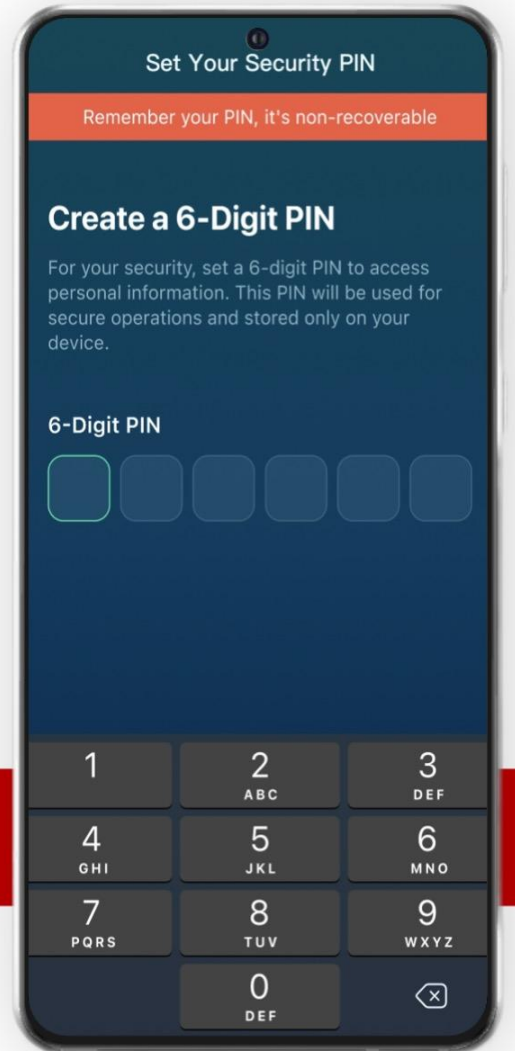 Set Your Security PIN
Remember your PIN, it's non-recoverable
Create a 6-Digit PIN
For your security, set a 6-digit PIN to access
personal information. This PIN will be used for
secure operations and stored only on your
device.
6-Digit PIN
1
2
ABC
3
DEF
4
GHI
5
JKL
6
MNO
7
PQRS
8
TUV
9
WXYZ
0
DEF